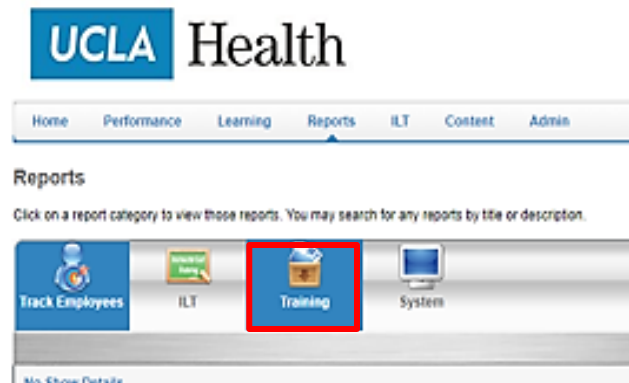 UCLA Health
Home Performance Learning Reports ILT Content Admin
Reports
Click on a report category to view those reports. You may search for any reports by title or description.
Track Employees ILT Training System
No Show Details